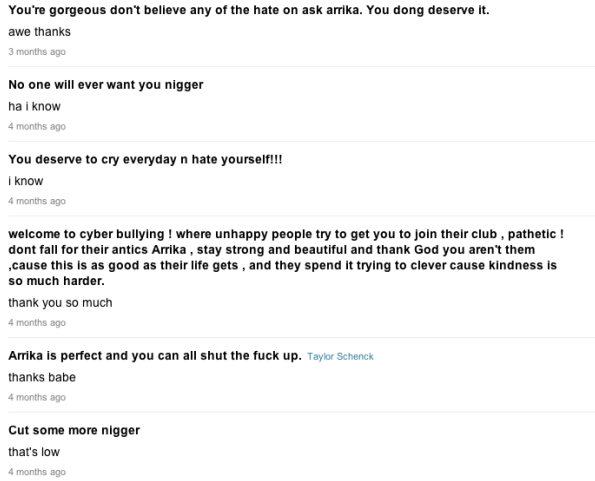 You're gorgeous don't believe any of the hate on ask arrika. You dong deserve it.
awe thanks
3 months ago
No one will ever want you nigger
ha i know
4 months ago
You deserve to cry everyday n hate yourself!!!
i know
4 months ago
welcome to cyber bullying ! where unhappy people try to get you to join their club , pathetic !
dont fall for their antics Arrika , stay strong and beautiful and thank God you aren't them
,cause this is as good as their life gets , and they spend it trying to clever cause kindness is
so much harder.
thank you so much
4 months ago
Arrika is perfect and you can all shut the fuck up. Taylor Schenck
thanks babe
4 months ago
Cut some more nigger
that's low
4 months ago